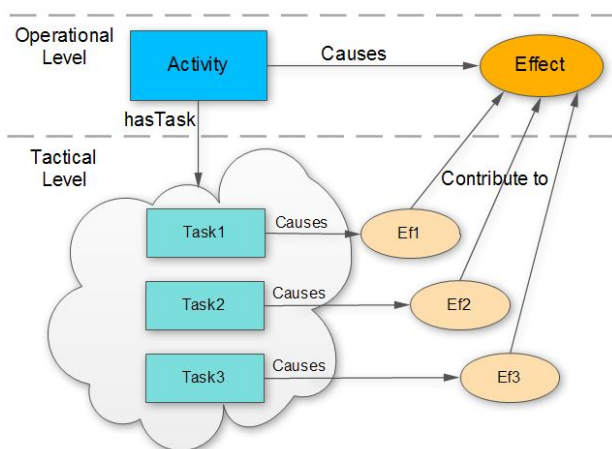 Operational
Level
Activity
Causes
Effect
hasTask
Tactical
Level
Contribute to
Task1
Causes
Ef1
Task2
Causes
Ef2
Task3
Causes
Ef3